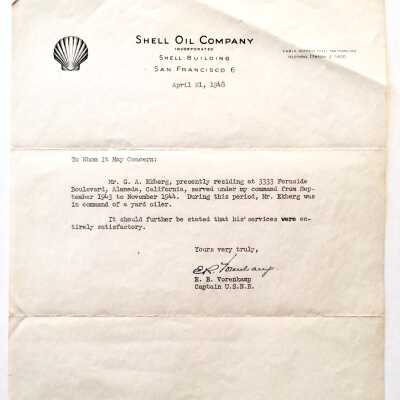 SHELL OIL COMPANY
INCORPORATED
SHELL BUILDING
SAN FRANCISCO 6
April 21, 1948
To Whom It May Concern:
Mr. G. A. Ekberg, presently residing at 3333 Fernside
Boulevard, Alameda, California, served under my command from Sep-
tember 1943 to November 1944. During this period, Mr. Ekberg was
in command of a yard oiler.
It should further be stated that his services were en-
tirely satisfactory.
Yours very truly,
E. R. Vorenkamp
Captain U.S.N.R.